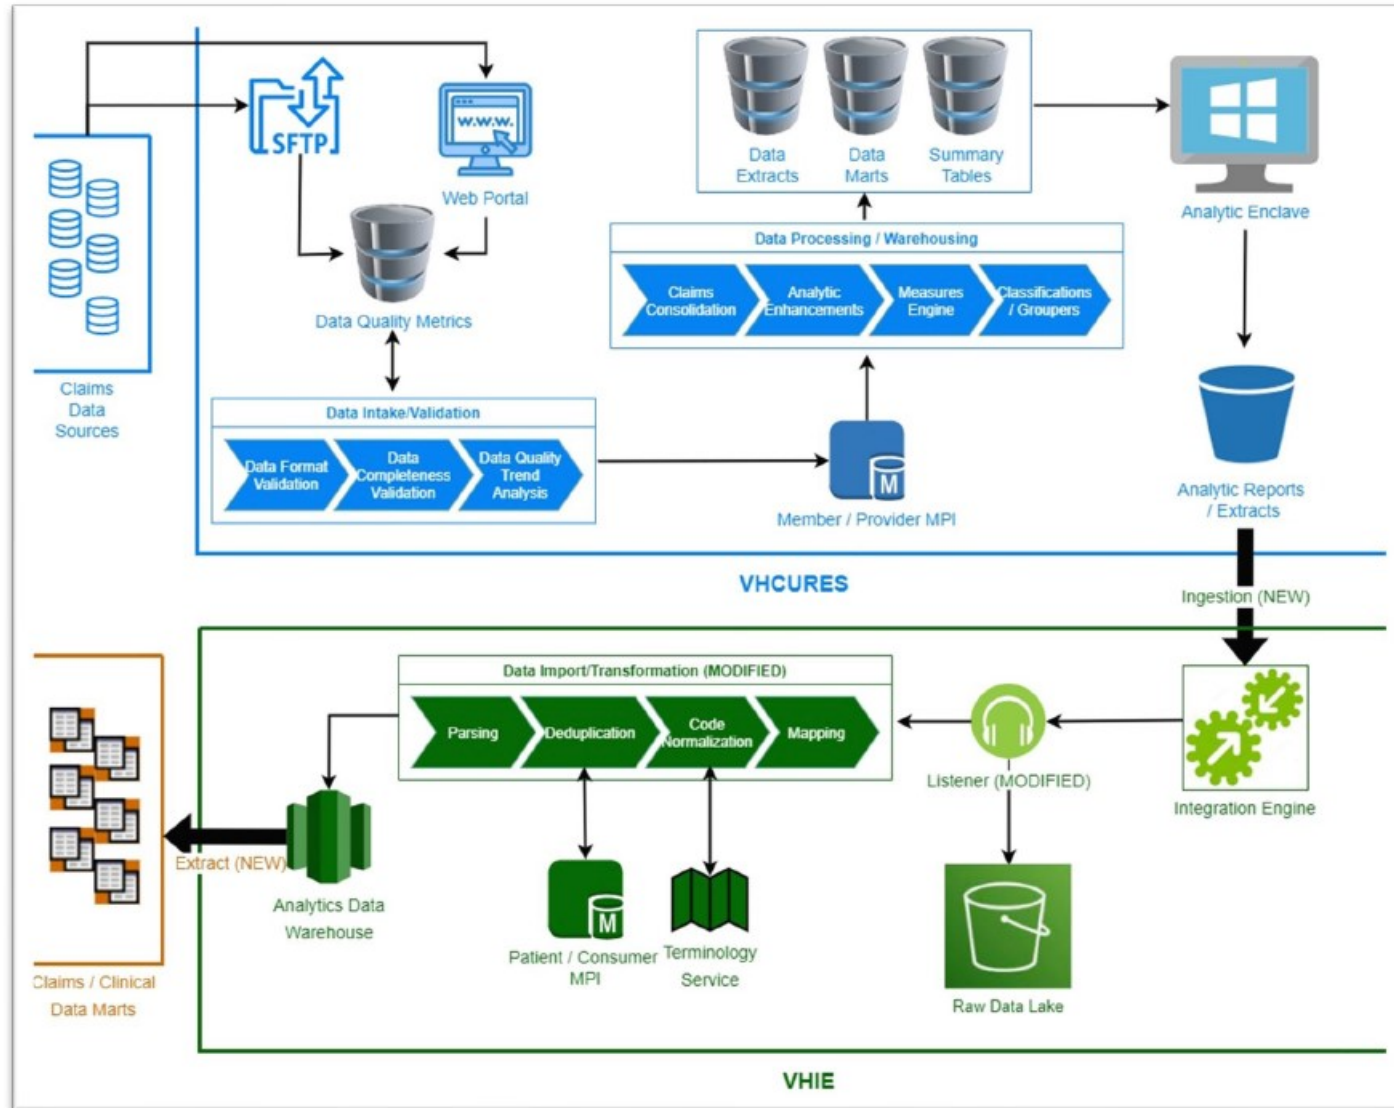 SFTP
w.w.w.
Web Portal
Data
Extracts
Data
Marts
Summary
Tables
Analytic Enclave
Data Processing / Warehousing
Claims
Consolidation
Analytic
Enhancements
Measures
Engine
Classifications
/ Groupers
Data Quality Metrics
Claims
Data
Sources
Data Intake/Validation
Data Format
Validation
Data
Completeness
Validation
Data Quality
Trend
Analysis
M
Member / Provider MPI
Analytic Reports
/ Extracts
VHCURES
Ingestion (NEW)
Data Import/Transformation (MODIFIED)
Parsing
Deduplication
Code
Normalization
Mapping
Listener (MODIFIED)
Integration Engine
Extract (NEW)
Analytics Data
Warehouse
M
Patient / Consumer
MPI
Terminology
Service
Raw Data Lake
Claims / Clinical
Data Marts
VHIE